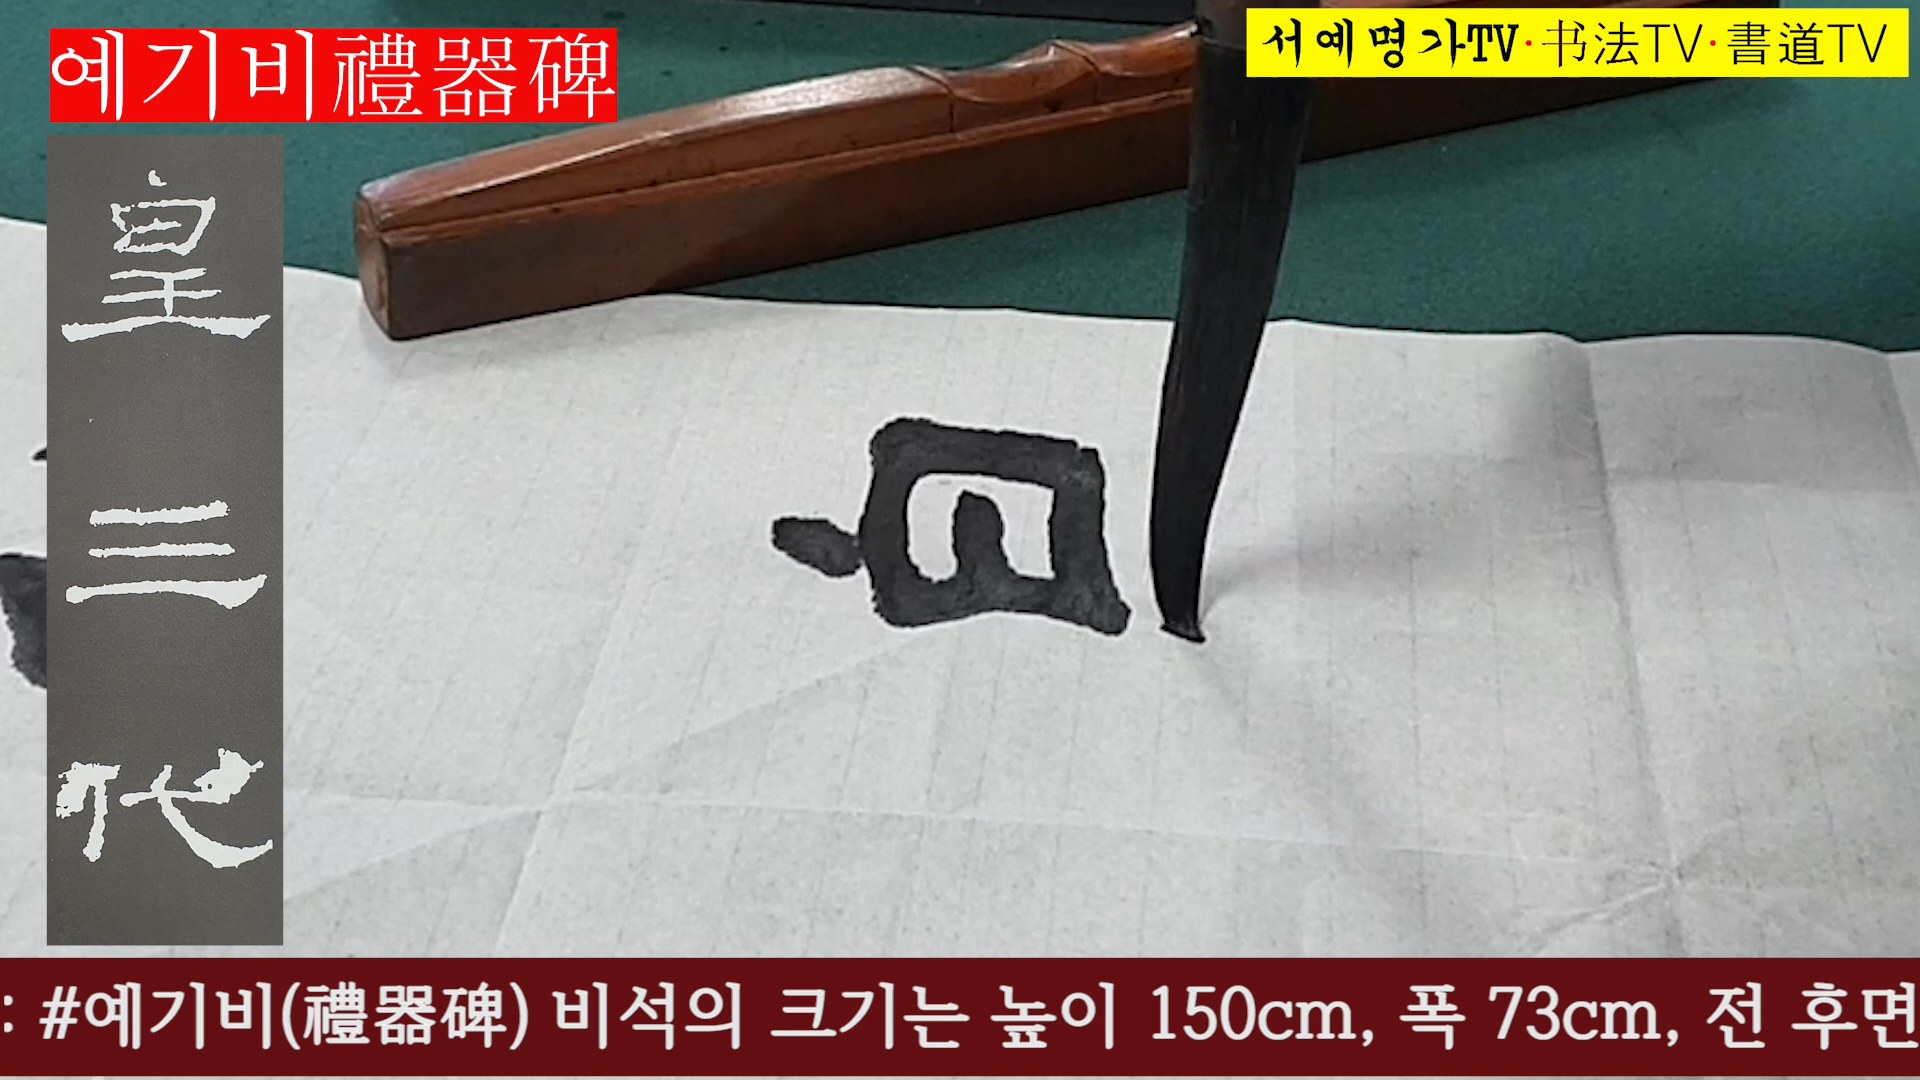 예기비禮器碑
서예명가TV·书法TV·書道TV
皇
三
代
: #예기비(禮器碑) 비석의 크기는 높이 150cm, 폭 73cm, 전 후면